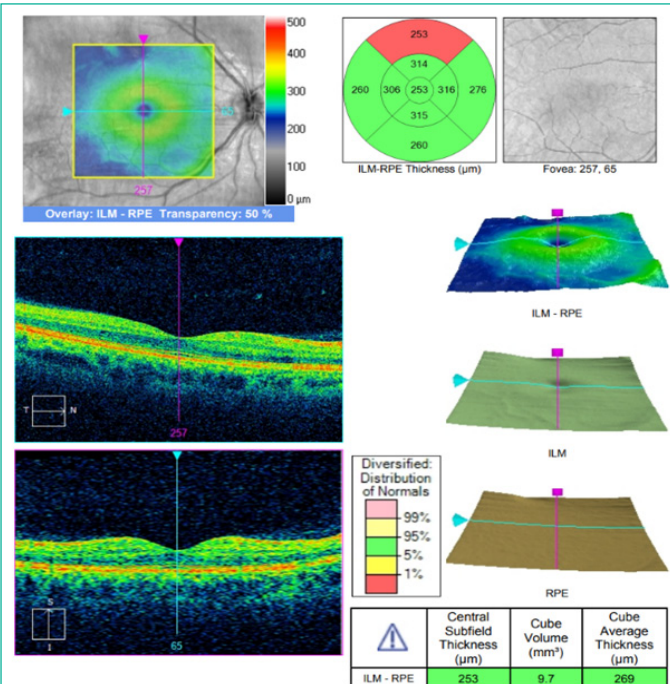 500
400
300
200
100
0 µm
65
257
Overlay: ILM - RPE Transparency: 50 %
253
314
260
306
253
316
276
315
260
ILM-RPE Thickness (µm)
Fovea: 257, 65
ILM - RPE
T
N
257
ILM
Diversified:
Distribution
of Normals
99%
95%
5%
1%
RPE
S
I
65
Central
Subfield
Thickness
(µm)
Cube
Volume
(mm³)
Cube
Average
Thickness
(µm)
ILM - RPE
253
9.7
269